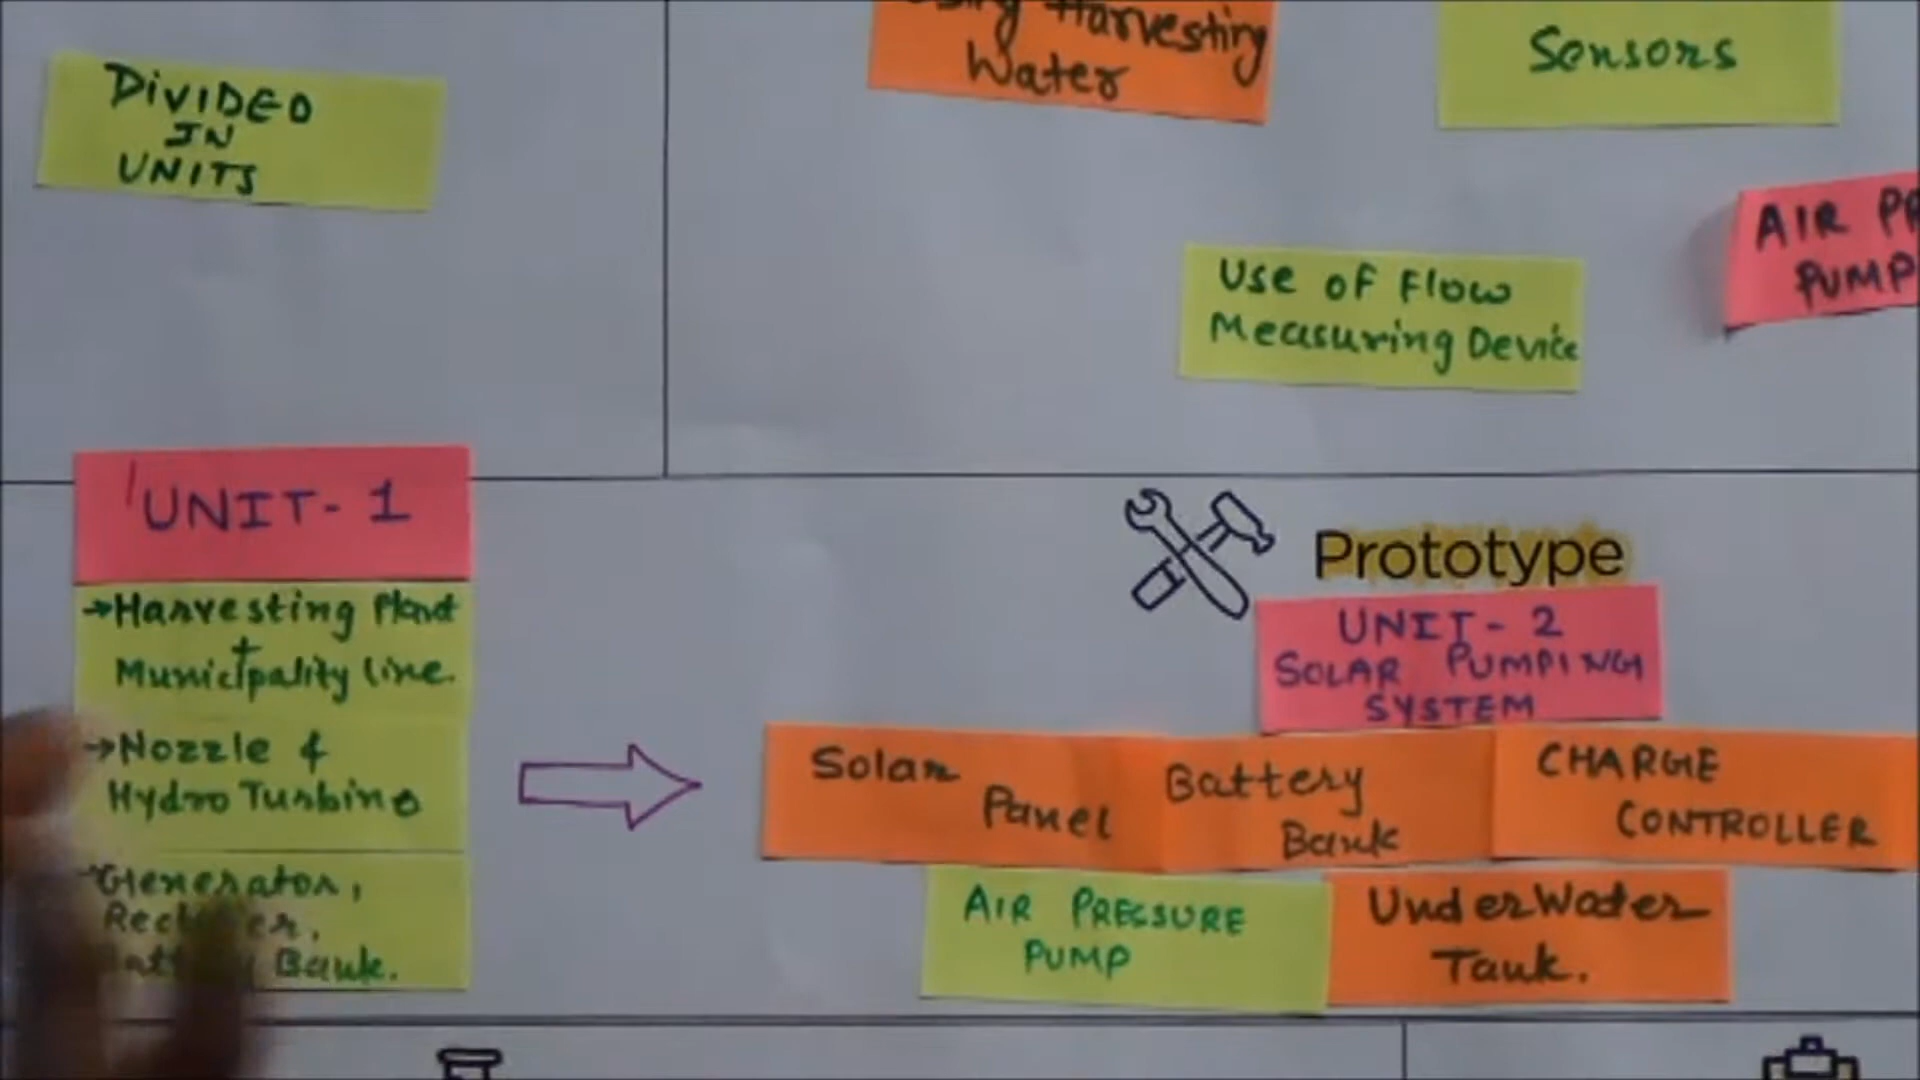 DIVIDED
IN
UNITS
Harvesting
Water
Sensors
AIR
PUMP
Use of Flow
Measuring Device
UNIT-1
→Harvesting Plant
+
Municipality line.
→Nozzle &
Hydro Turbine
Generator,
Bank.
Prototype
UNIT-2
SOLAR PUMPING
SYSTEM
Solar
Panel
Battery
Bank
CHARGE
CONTROLLER
AIR PRESSURE
PUMP
UnderWater
Tank.